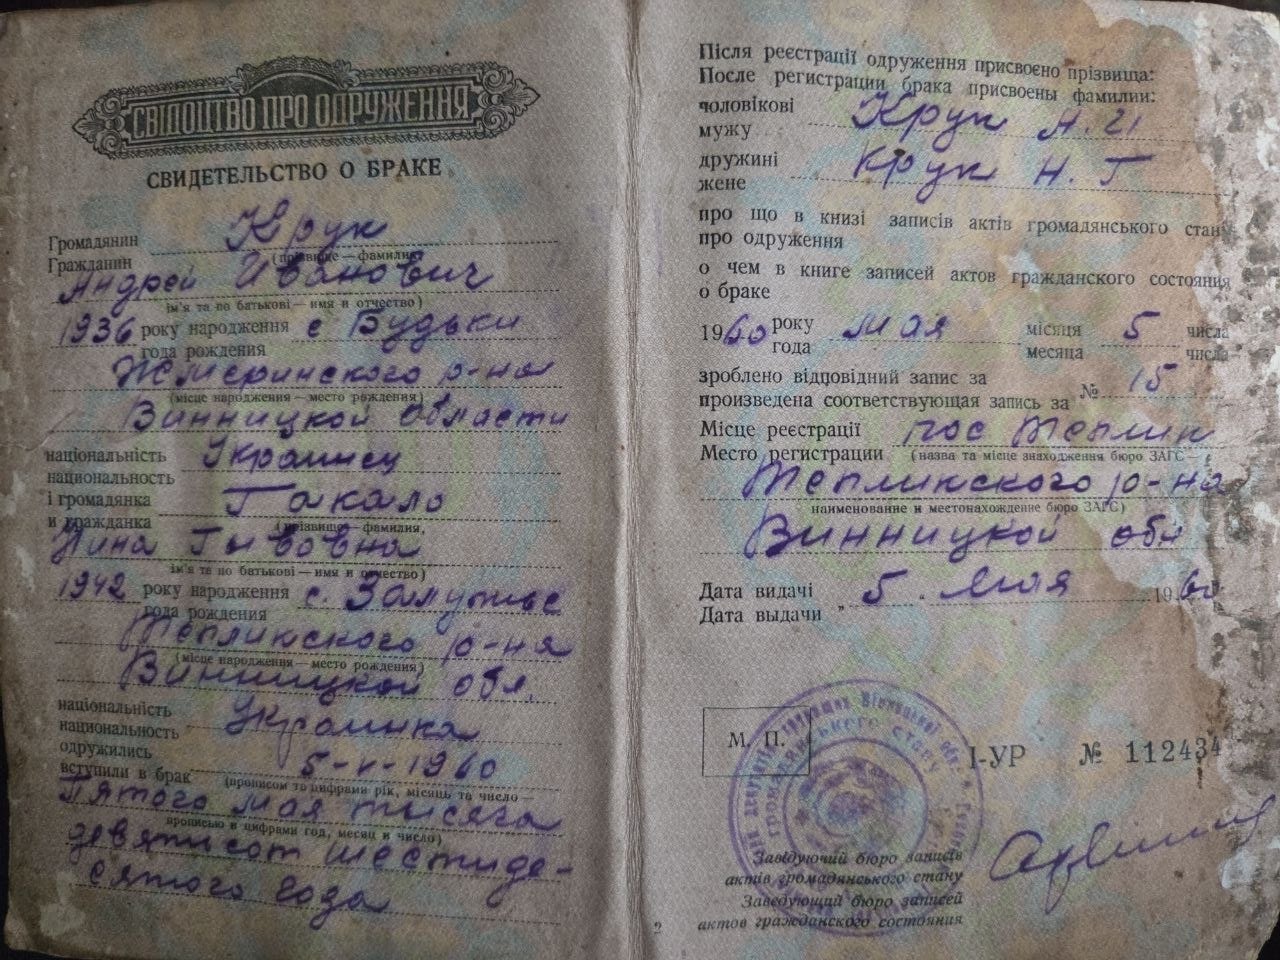 СВІДОЦТВО ПРО ОДРУЖЕННЯ
СВИДЕТЕЛЬСТВО О БРАКЕ
Громадянин Крук
Гражданин (прізвище — фамилия)
Андрей Иванович
ім'я та по батькові — имя и отчество)
1936 року народження с Будьки
года рождения
Жмеринского р-на
(місце народження — место рождения)
Винницкой области
національність Украинец
национальность
і громадянка Гакало
и гражданка (прізвище — фамилия,
Нина
ім'я та по батькові — имя и отчество)
1942 року народження с. Залужье
года рождения
Тепликского р-на
(місце народження — место рождения)
Винницкой обл.
національність Украинка
национальность
одружились
вступили в брак 5-V-1960
(прописом та цифрами рік, місяць та число —
Пятого мая тисяча
прописью и цифрами год, месяц и число)
девятисот шестиде-
сятого года
Після реєстрації одруження присвоєно прізвища:
После регистрации брака присвоены фамилии:
чоловікові Крук А. И
мужу
дружині Крук Н. Г
жене
про що в книзі записів актів громадянського стану
про одруження
о чем в книге записей актов гражданского состояния
о браке
1960 року мая місяця 5 числа
года месяца числа
зроблено відповідний запис за № 15
произведена соответствующая запись за
Місце реєстрації пос Теплик
Место регистрации (назва та місце знаходження бюро ЗАГС —
Тепликского р-на
наименование и местонахождение бюро ЗАГС)
Винницкой обл
Дата видачі 5 мая 1960
Дата выдачи "
М. П.
І-УР № 112434
Завідуючий бюро записів
актів громадянського стану
Заведующий бюро записей
актов гражданского состояния
2